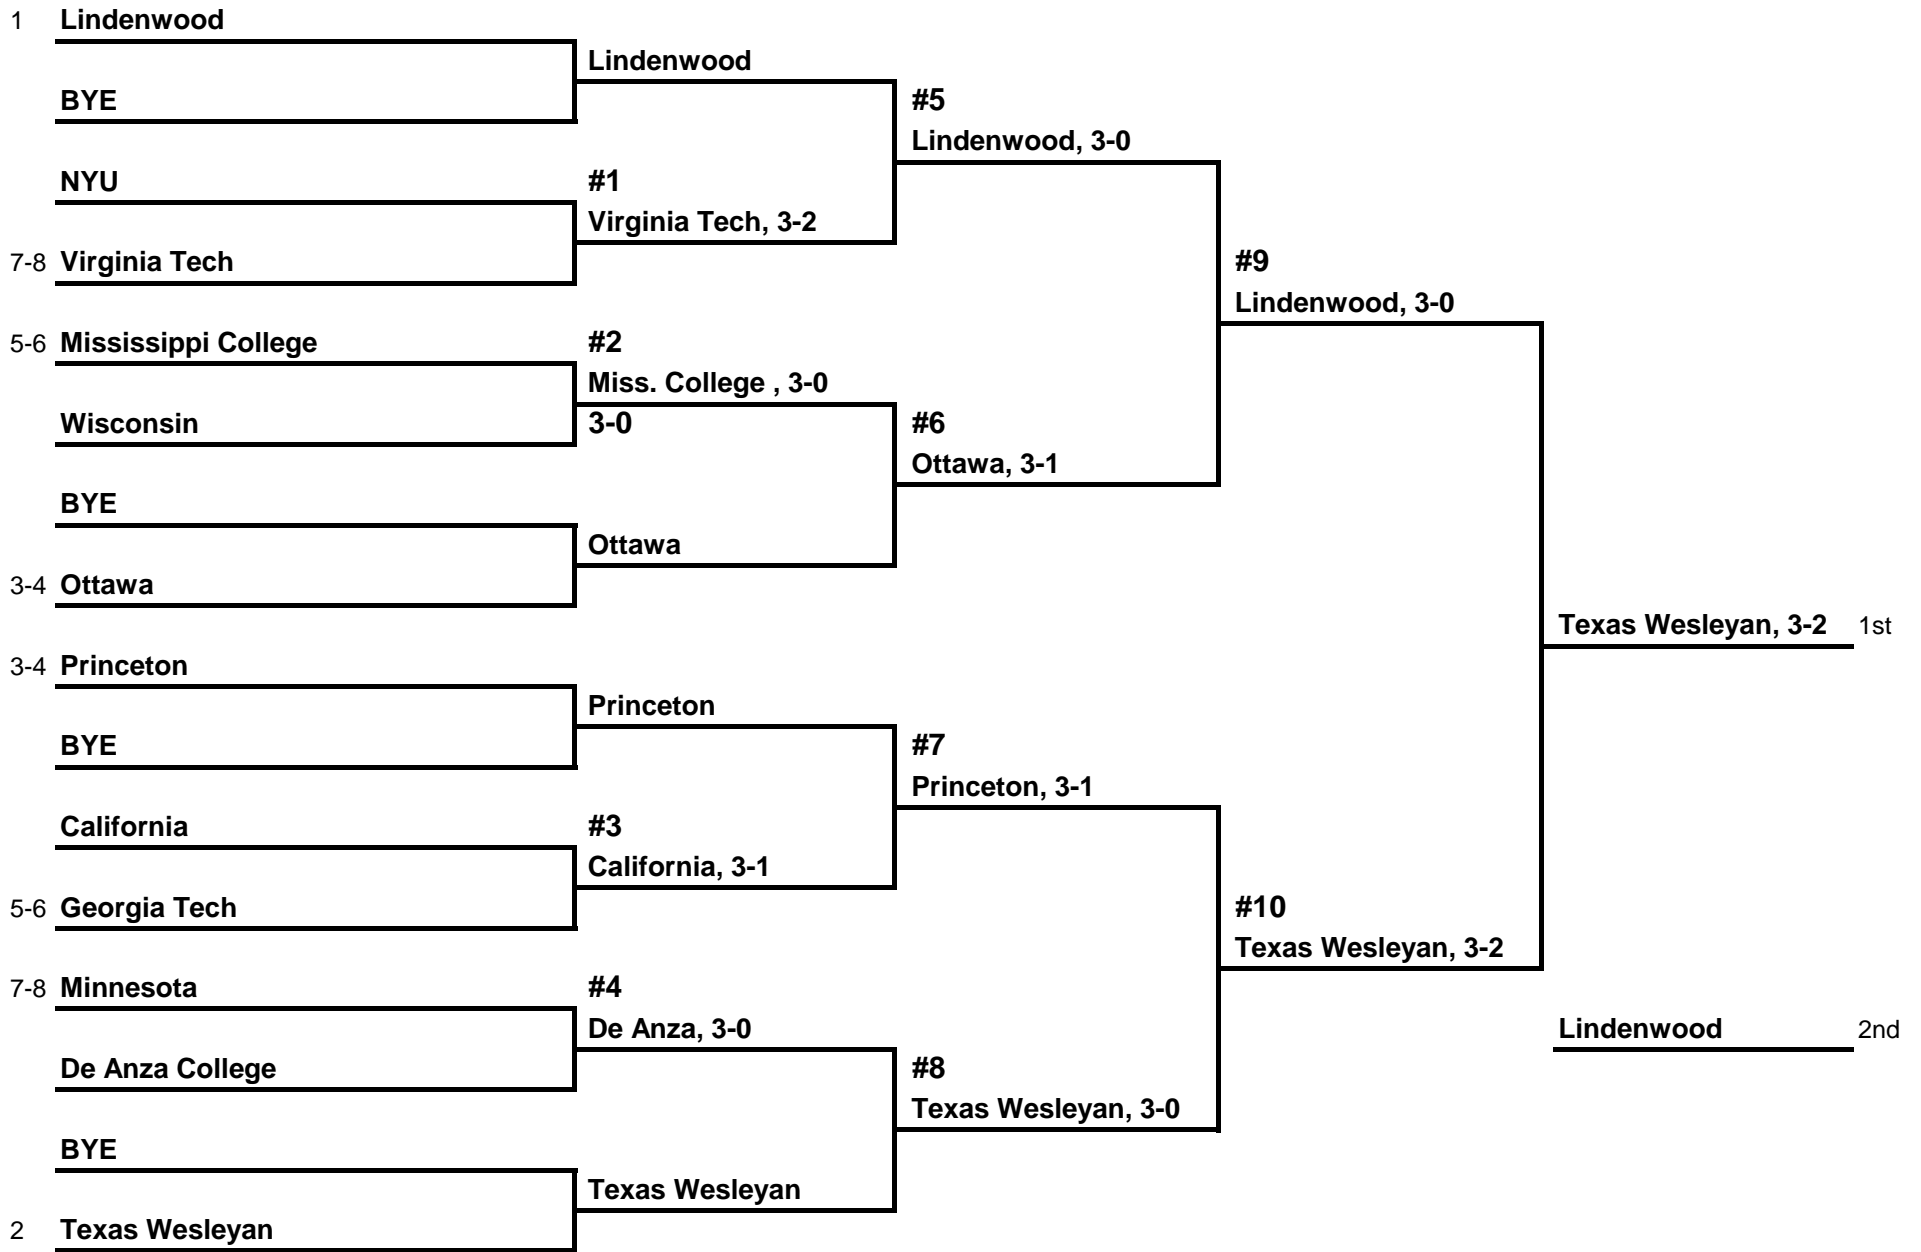 1 Lindenwood
Lindenwood
BYE
#5
Lindenwood, 3-0
NYU
#1
Virginia Tech, 3-2
7-8 Virginia Tech
#9
Lindenwood, 3-0
5-6 Mississippi College
#2
Miss. College , 3-0
Wisconsin
3-0
#6
Ottawa, 3-1
BYE
Ottawa
3-4 Ottawa
Texas Wesleyan, 3-2 1st
3-4 Princeton
Princeton
BYE
#7
Princeton, 3-1
California
#3
California, 3-1
5-6 Georgia Tech
#10
Texas Wesleyan, 3-2
7-8 Minnesota
#4
De Anza, 3-0
Lindenwood 2nd
De Anza College
#8
Texas Wesleyan, 3-0
BYE
Texas Wesleyan
2 Texas Wesleyan